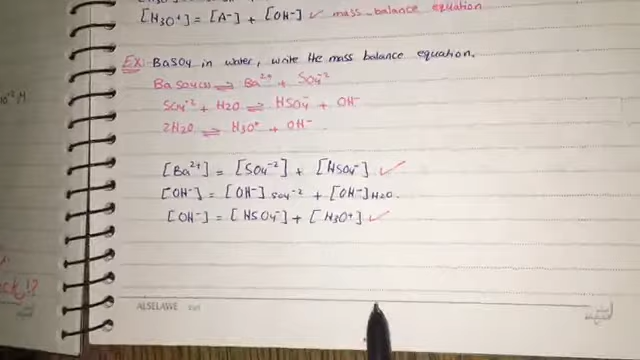 [H3O+] = [A-] + [OH-] ✓ mass-balance equation
EX:- BaSO4 in water, write the mass balance equation.
BaSO4(s) ⇌ Ba2+ + SO4-2
SO4-2 + H2O ⇌ HSO4- + OH-
2H2O ⇌ H3O+ + OH-
[Ba2+] = [SO4-2] + [HSO4-] ✓
[OH-] = [OH-]SO4-2 + [OH-]H2O.
[OH-] = [HSO4-] + [H3O+] ✓
ALSELAWE